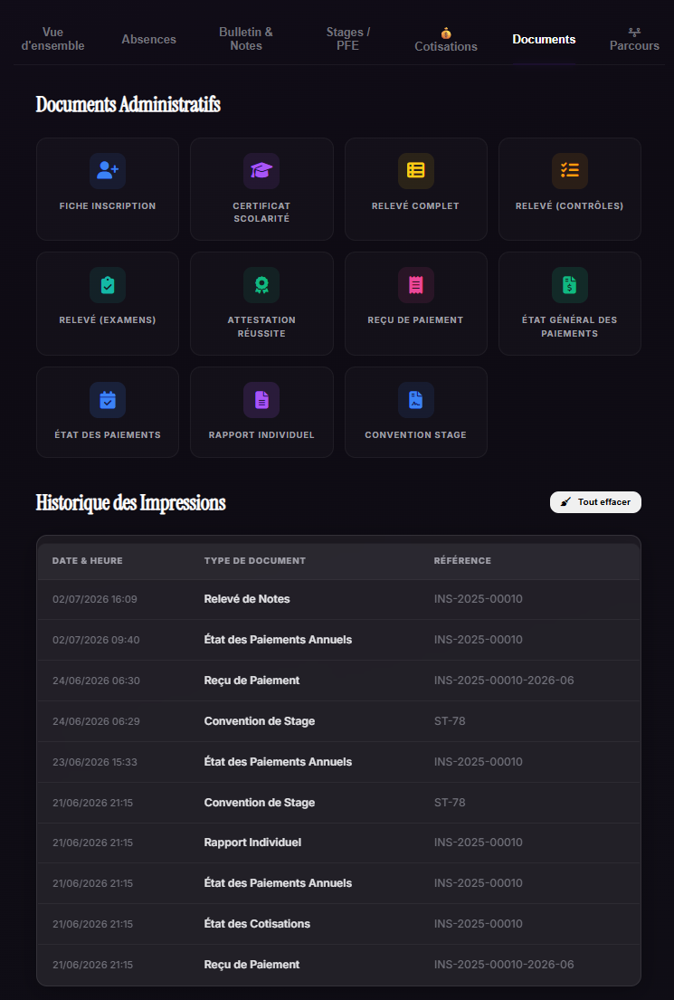 Vue
d'ensemble
Absences
Bulletin &
Notes
Stages /
PFE
Cotisations
Documents
Parcours
Documents Administratifs
FICHE INSCRIPTION
CERTIFICAT
SCOLARITÉ
RELEVÉ COMPLET
RELEVÉ (CONTRÔLES)
RELEVÉ (EXAMENS)
ATTESTATION
RÉUSSITE
REÇU DE PAIEMENT
ÉTAT GÉNÉRAL DES
PAIEMENTS
ÉTAT DES PAIEMENTS
RAPPORT INDIVIDUEL
CONVENTION STAGE
Historique des Impressions
Tout effacer
DATE & HEURE TYPE DE DOCUMENT RÉFÉRENCE
02/07/2026 16:09 Relevé de Notes INS-2025-00010
02/07/2026 09:40 État des Paiements Annuels INS-2025-00010
24/06/2026 06:30 Reçu de Paiement INS-2025-00010-2026-06
24/06/2026 06:29 Convention de Stage ST-78
23/06/2026 15:33 État des Paiements Annuels INS-2025-00010
21/06/2026 21:15 Convention de Stage ST-78
21/06/2026 21:15 Rapport Individuel INS-2025-00010
21/06/2026 21:15 État des Paiements Annuels INS-2025-00010
21/06/2026 21:15 État des Cotisations INS-2025-00010
21/06/2026 21:15 Reçu de Paiement INS-2025-00010-2026-06